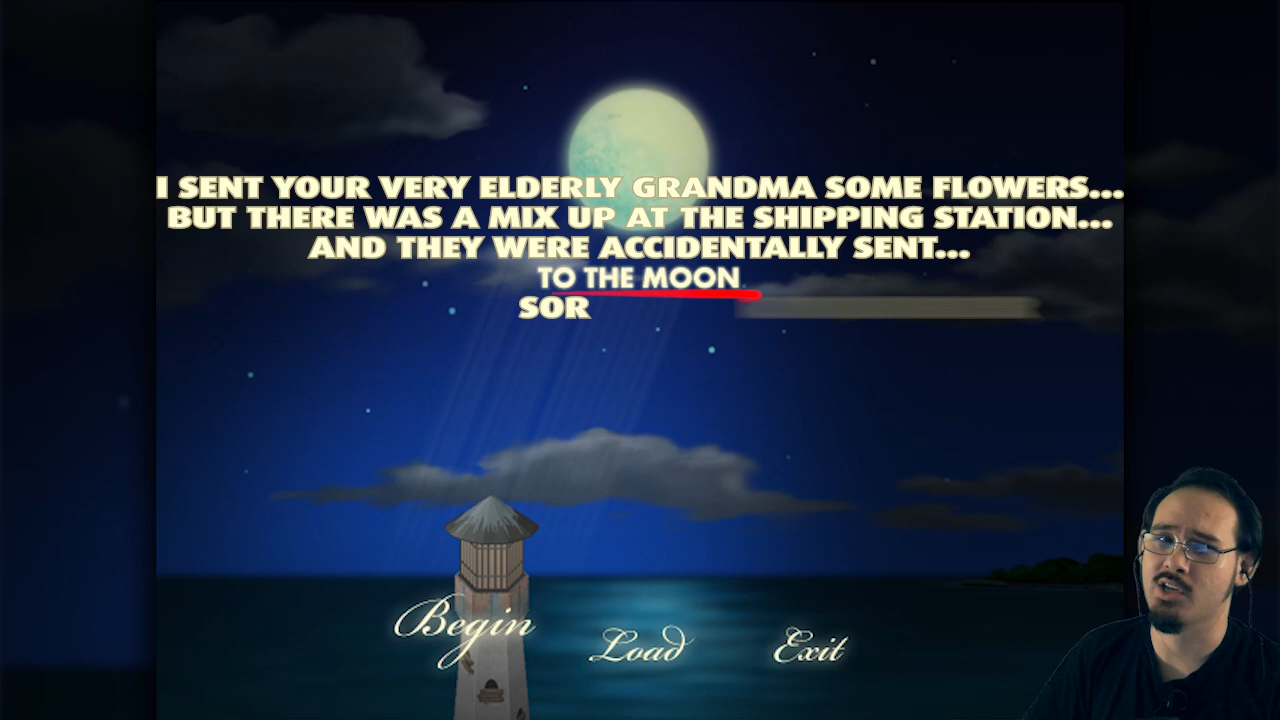 I SENT YOUR VERY ELDERLY GRANDMA SOME FLOWERS...
BUT THERE WAS A MIX UP AT THE SHIPPING STATION...
AND THEY WERE ACCIDENTALLY SENT...
TO THE MOON
SOR
Begin
Load
Exit